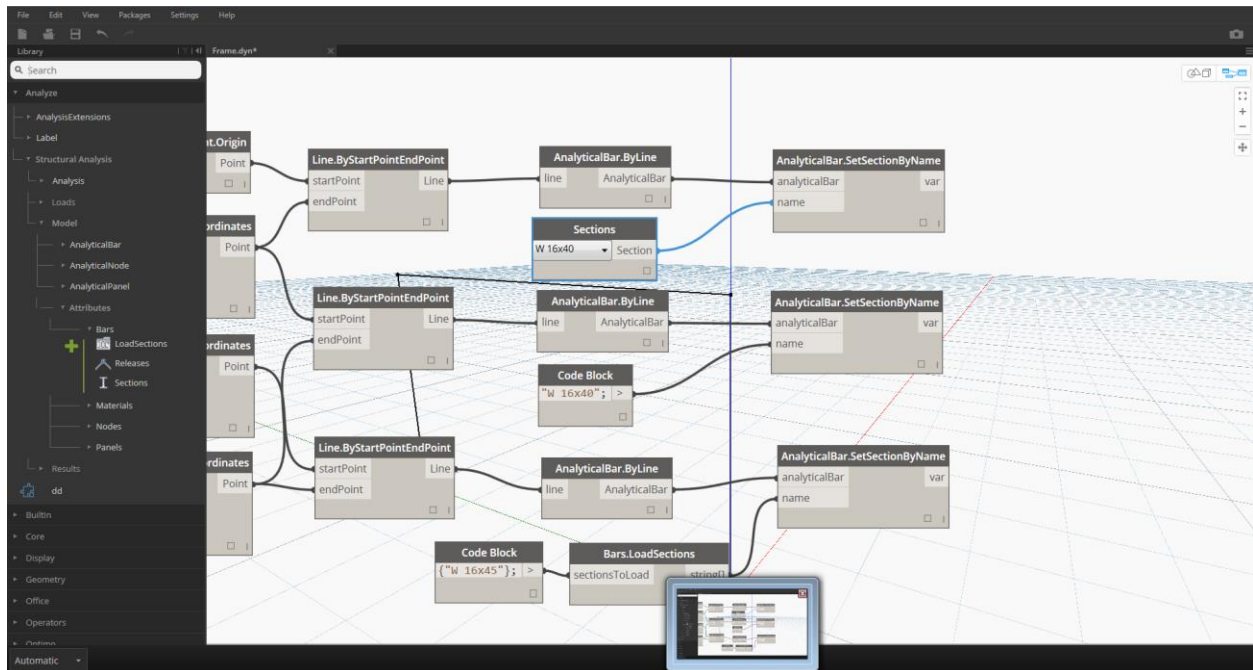 File Edit View Packages Settings Help
Library
Frame.dyn*
Search
Analyze
AnalysisExtensions
Label
Structural Analysis
Analysis
Loads
Model
AnalyticalBar
AnalyticalNode
AnalyticalPanel
Attributes
Bars
LoadSections
Releases
Sections
Materials
Nodes
Panels
Results
dd
BuiltIn
Core
Display
Geometry
Office
Operators
Optimo
Automatic
nt.Origin
Point
Line.ByStartPointEndPoint
startPoint Line
endPoint
AnalyticalBar.ByLine
line AnalyticalBar
AnalyticalBar.SetSectionByName
analyticalBar var
name
ordinates
Point
Sections
W 16x40 Section
Line.ByStartPointEndPoint
startPoint Line
endPoint
AnalyticalBar.ByLine
line AnalyticalBar
AnalyticalBar.SetSectionByName
analyticalBar var
name
ordinates
Point
Code Block
"W 16x40"; >
Line.ByStartPointEndPoint
startPoint Line
endPoint
AnalyticalBar.ByLine
line AnalyticalBar
AnalyticalBar.SetSectionByName
analyticalBar var
name
ordinates
Point
Code Block
{"W 16x45"}; >
Bars.LoadSections
sectionsToLoad string[]